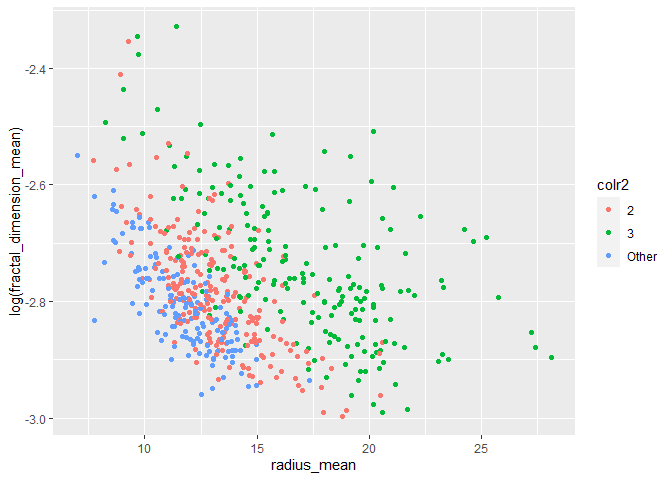 log(fractal_dimension_mean)
-2.4
-2.6
-2.8
-3.0
10
15
20
25
radius_mean
colr2
2
3
Other